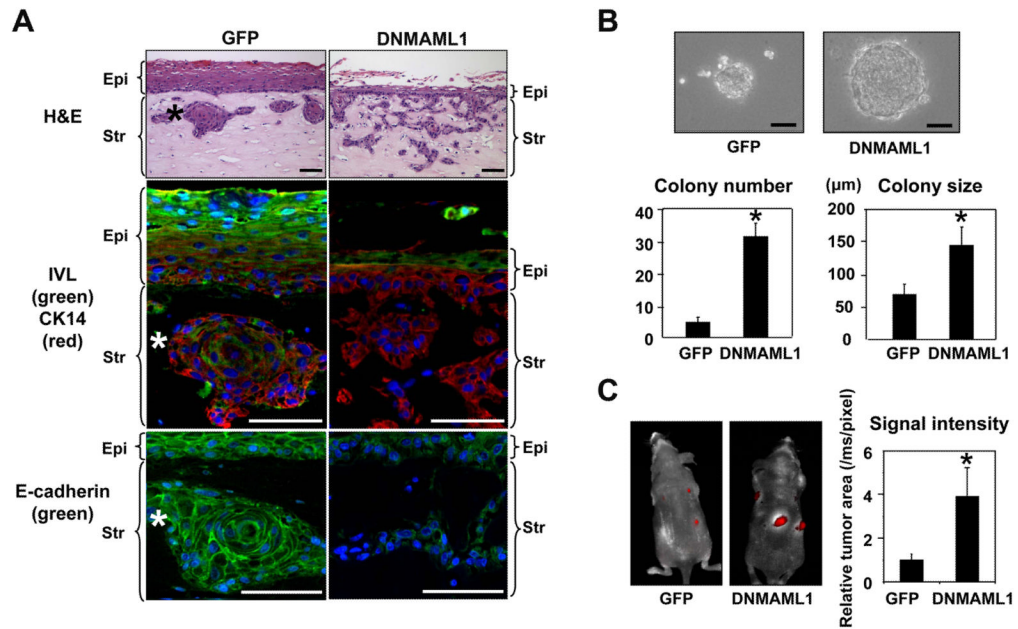 A
GFP
DNMAML1
H&E
Epi
Str
*
Epi
Str
IVL
(green)
CK14
(red)
Epi
Str
*
Epi
Str
E-cadherin
(green)
Epi
Str
*
Epi
Str
B
GFP
DNMAML1
Colony number
40
30
20
10
0
*
GFP DNMAML1
(μm) Colony size
200
150
100
50
0
*
GFP DNMAML1
C
GFP
DNMAML1
Signal intensity
Relative tumor area (/ms/pixel)
6
4
2
0
*
GFP DNMAML1